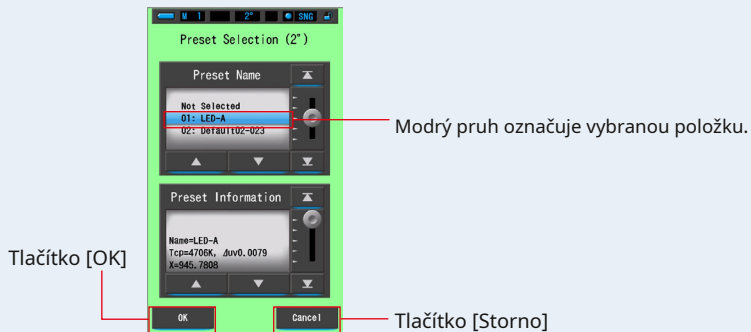 M 1 2° SNG
Preset Selection (2°)
Preset Name
Not Selected
01: LED-A
02: Default02-023
Modrý pruh označuje vybranou položku.
Preset Information
Name=LED-A
Tcp=4706K, Δuv0.0079
X=945.7808
Tlačítko [OK]
OK
Cancel
Tlačítko [Storno]